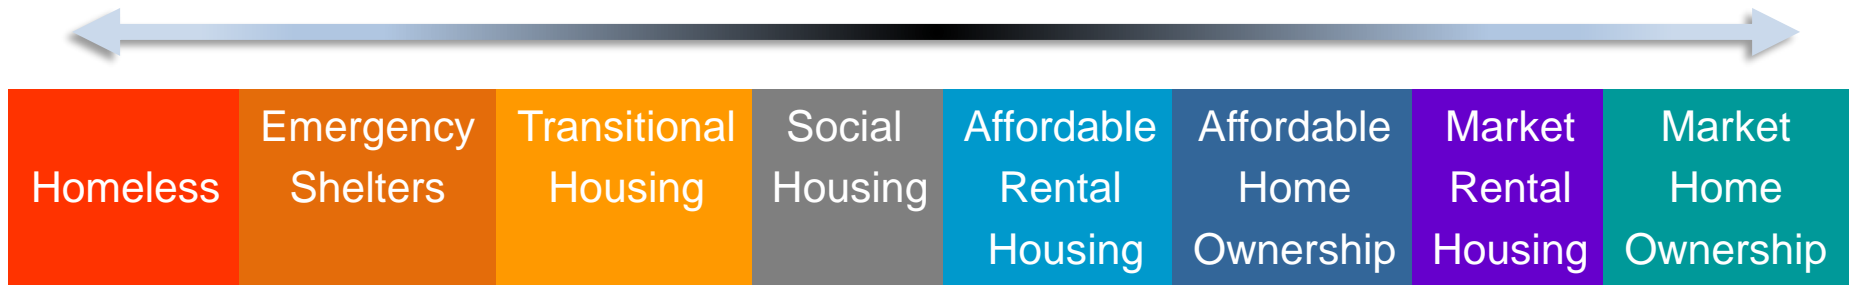 Homeless
Emergency
Shelters
Transitional
Housing
Social
Housing
Affordable
Rental
Housing
Affordable
Home
Ownership
Market
Rental
Housing
Market
Home
Ownership